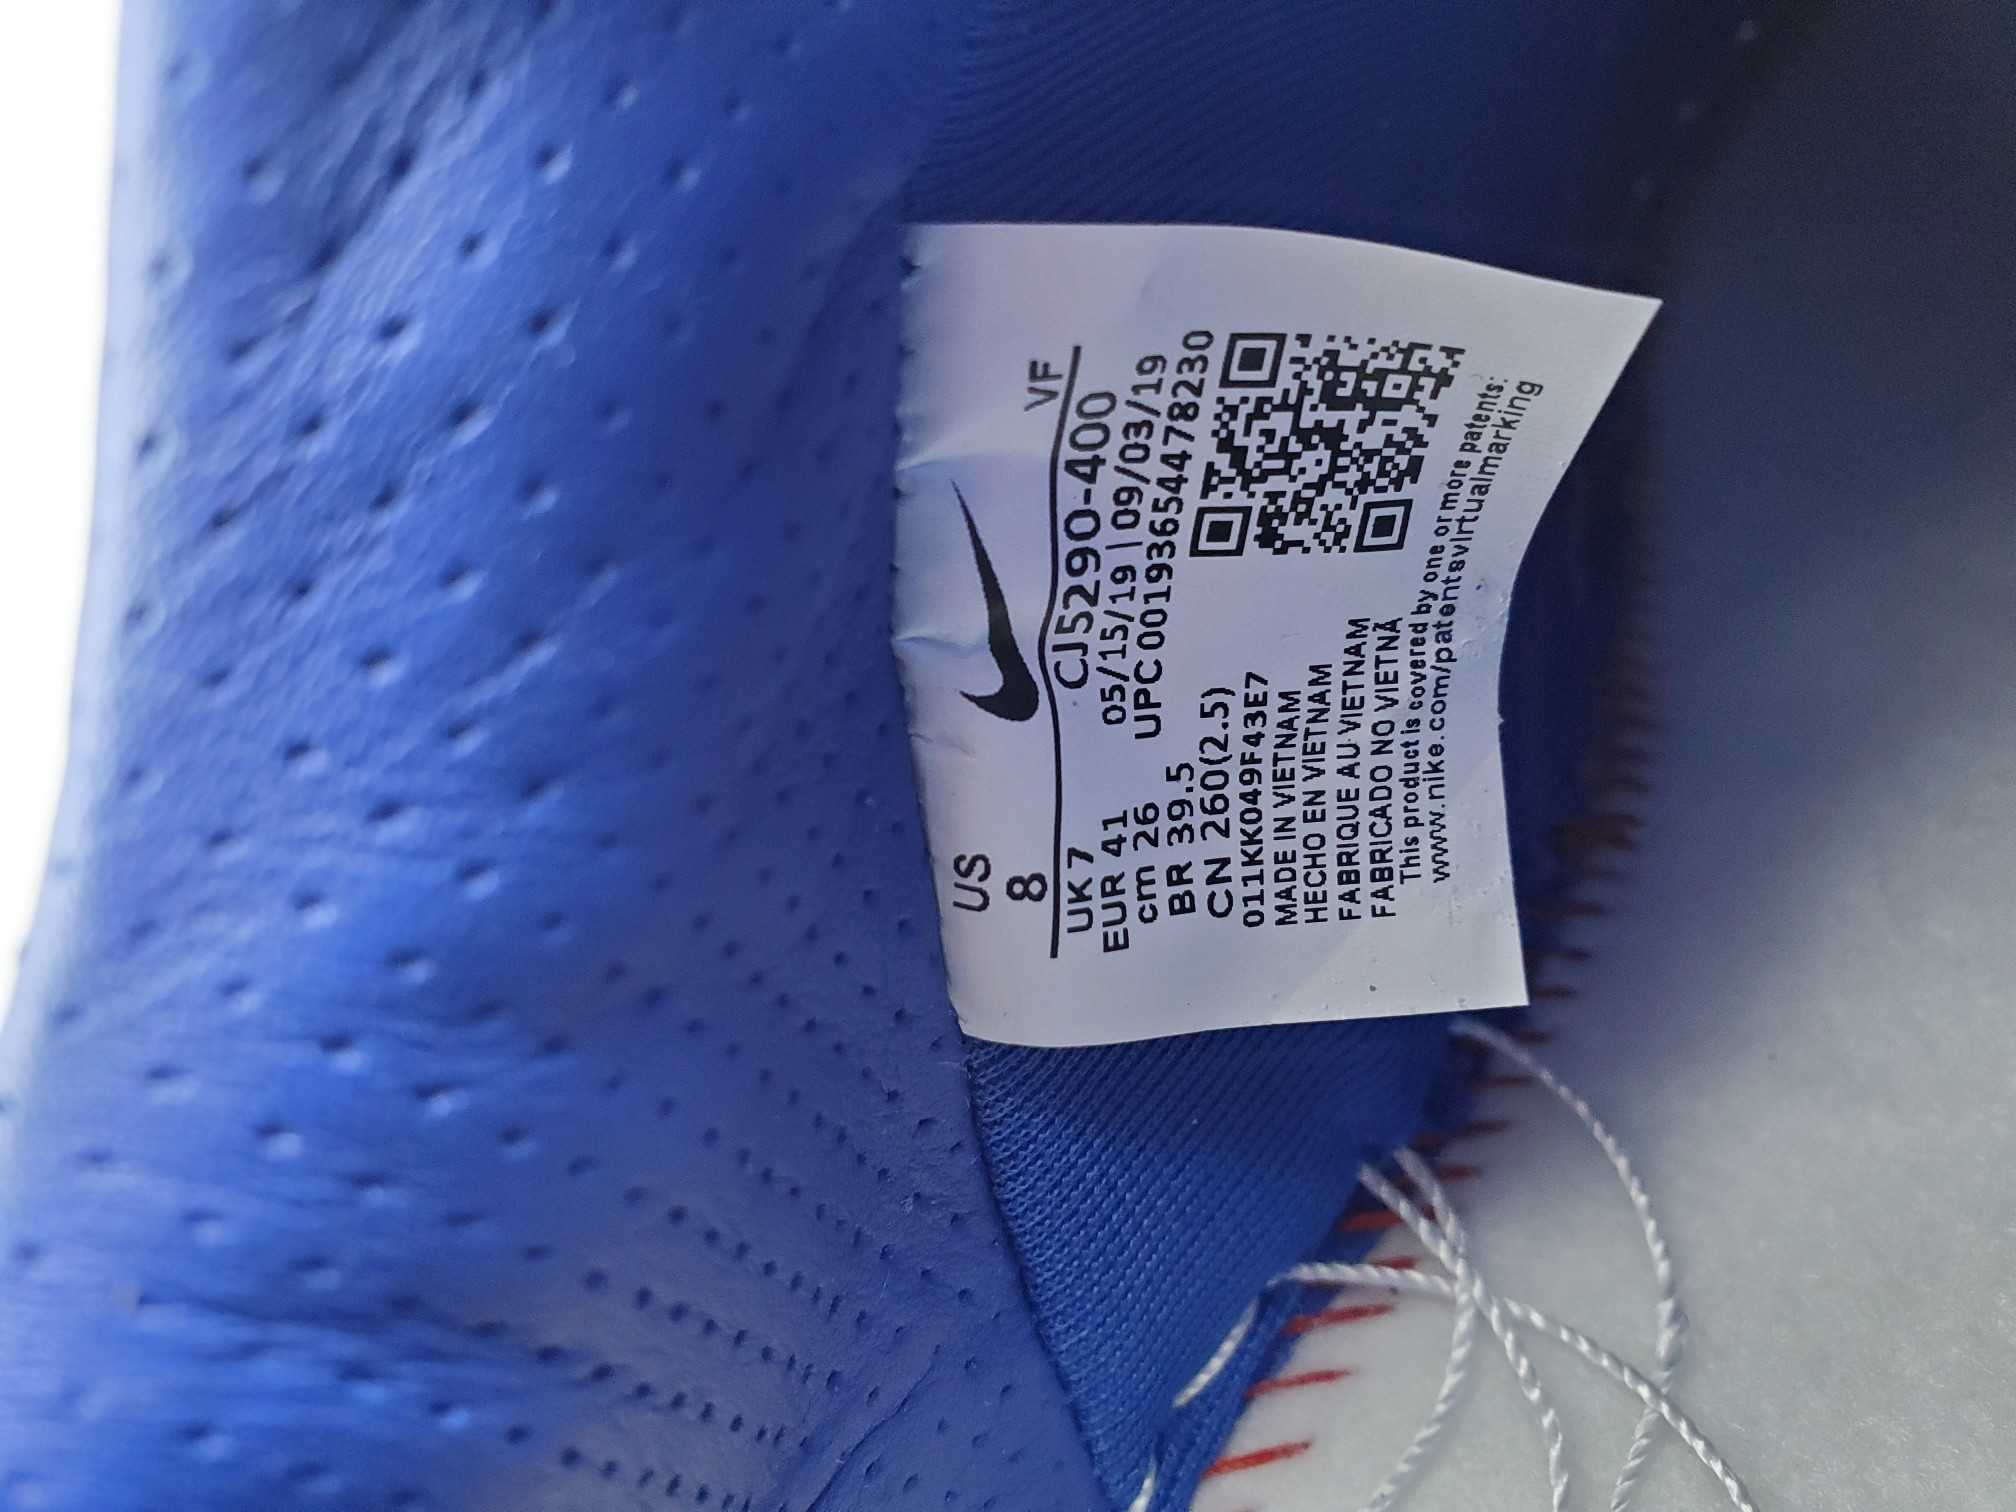 US
8
VF
UK 7
EUR 41
cm 26
BR 39.5
CN 260(2.5)
CJ5290-400
05/15/19 | 09/03/19
UPC 00193654478230
011KK049F43E7
MADE IN VIETNAM
HECHO EN VIETNAM
FABRIQUE AU VIETNAM
FABRICADO NO VIETNÃ
This product is covered by one or more patents:
www.nike.com/patentsvirtualmarking